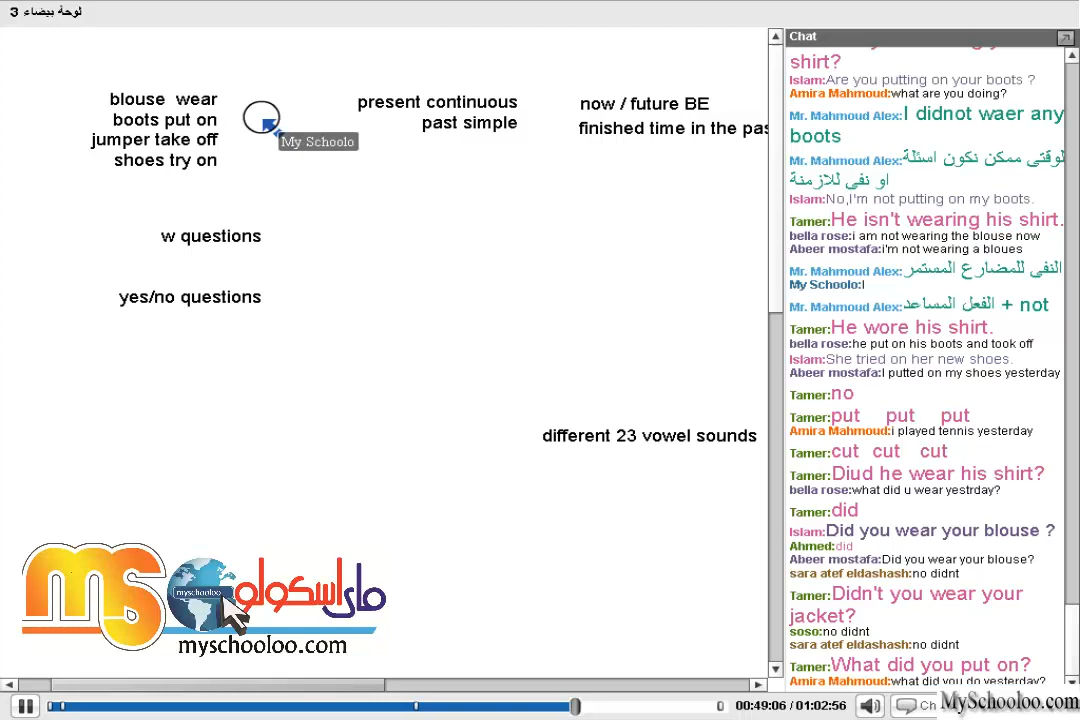 لوحة بيضاء 3
blouse wear
boots put on
jumper take off
shoes try on
My Schoolo
present continuous
past simple
now / future BE
finished time in the pas
w questions
yes/no questions
different 23 vowel sounds
ms
myschooloo
ماى اسكولو
myschooloo.com
Chat
shirt?
Islam:Are you putting on your boots ?
Amira Mahmoud:what are you doing?
Mr. Mahmoud Alex:I didnot waer any
boots
Mr. Mahmoud Alex:لوقتى ممكن نكون اسئلة
او نفى للازمنة
Islam:No,I'm not putting on my boots.
Tamer:He isn't wearing his shirt.
bella rose:i am not wearing the blouse now
Abeer mostafa:i'm not wearing a bloues
Mr. Mahmoud Alex:النفى للمضارع المستمر
My Schoolo:l
Mr. Mahmoud Alex:الفعل المساعد + not
Tamer:He wore his shirt.
bella rose:he put on his boots and took off
Islam:She tried on her new shoes.
Abeer mostafa:I putted on my shoes yesterday
Tamer:no
Tamer:put put put
Amira Mahmoud:i played tennis yesterday
Tamer:cut cut cut
Tamer:Diud he wear his shirt?
bella rose:what did u wear yestrday?
Tamer:did
Islam:Did you wear your blouse ?
Ahmed:did
Abeer mostafa:Did you wear your blouse?
sara atef eldashash:no didnt
Tamer:Didn't you wear your
jacket?
soso:no didnt
sara atef eldashash:no didnt
Tamer:What did you put on?
Amira Mahmoud:what did you do yesterday?
00:49:06 / 01:02:56
Ch
MySchooloo.com